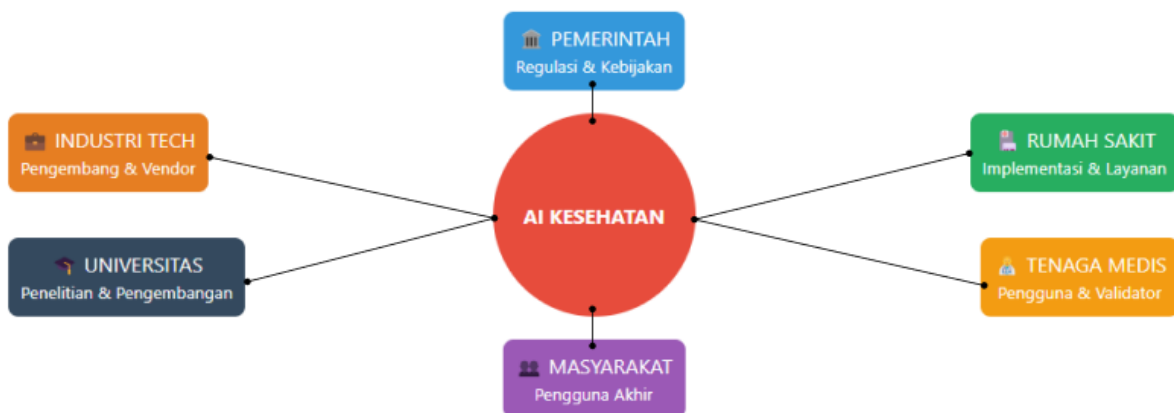 PEMERINTAH
Regulasi & Kebijakan
INDUSTRI TECH
Pengembang & Vendor
RUMAH SAKIT
Implementasi & Layanan
AI KESEHATAN
UNIVERSITAS
Penelitian & Pengembangan
TENAGA MEDIS
Pengguna & Validator
MASYARAKAT
Pengguna Akhir